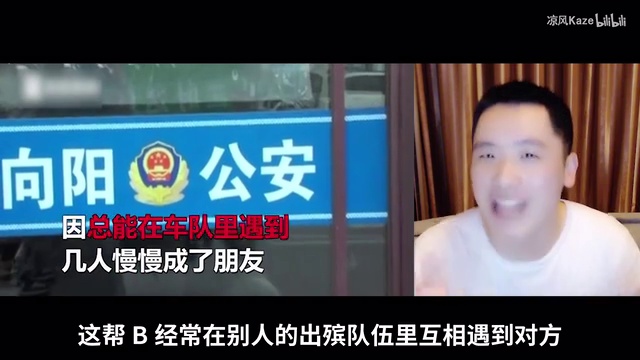 凉风Kaze bilibili
向阳 公安
因总能在车队里遇到
几人慢慢成了朋友
这帮 B 经常在别人的出殡队伍里互相遇到对方